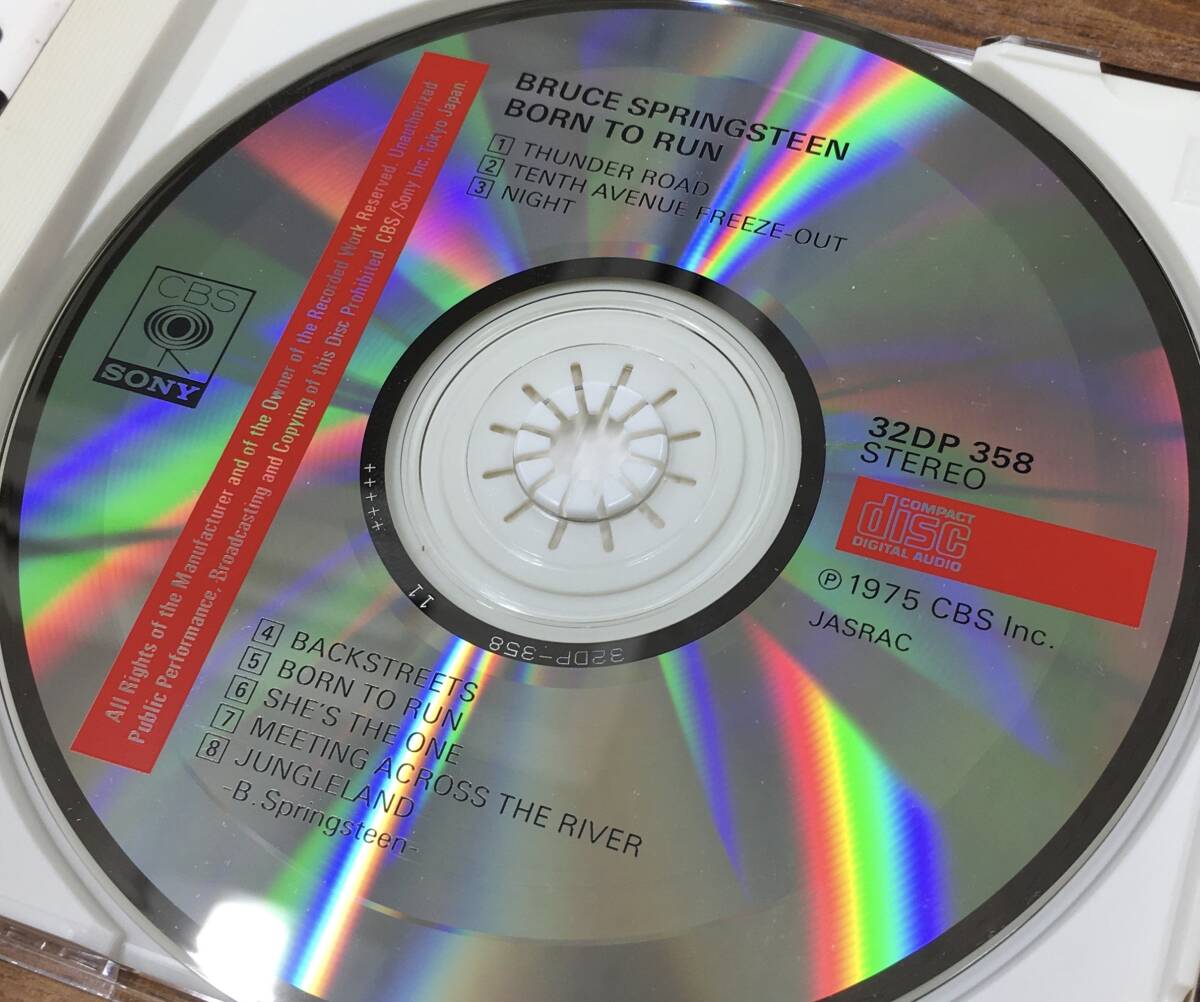 BRUCE SPRINGSTEEN
BORN TO RUN
1 THUNDER ROAD
2 TENTH AVENUE FREEZE-OUT
3 NIGHT
All Rights of the Manufacturer and of the Owner of the Recorded Work Reserved. Unauthorized
Public Performance, Broadcasting and Copying of this Disc Prohibited. CBS/Sony Inc. Tokyo Japan.
CBS
SONY
32DP 358
STEREO
COMPACT
disc
DIGITAL AUDIO
Ⓟ 1975 CBS Inc.
JASRAC
+++++
11
32DP-358
4 BACKSTREETS
5 BORN TO RUN
6 SHE'S THE ONE
7 MEETING ACROSS THE RIVER
8 JUNGLELAND
-B.Springsteen-